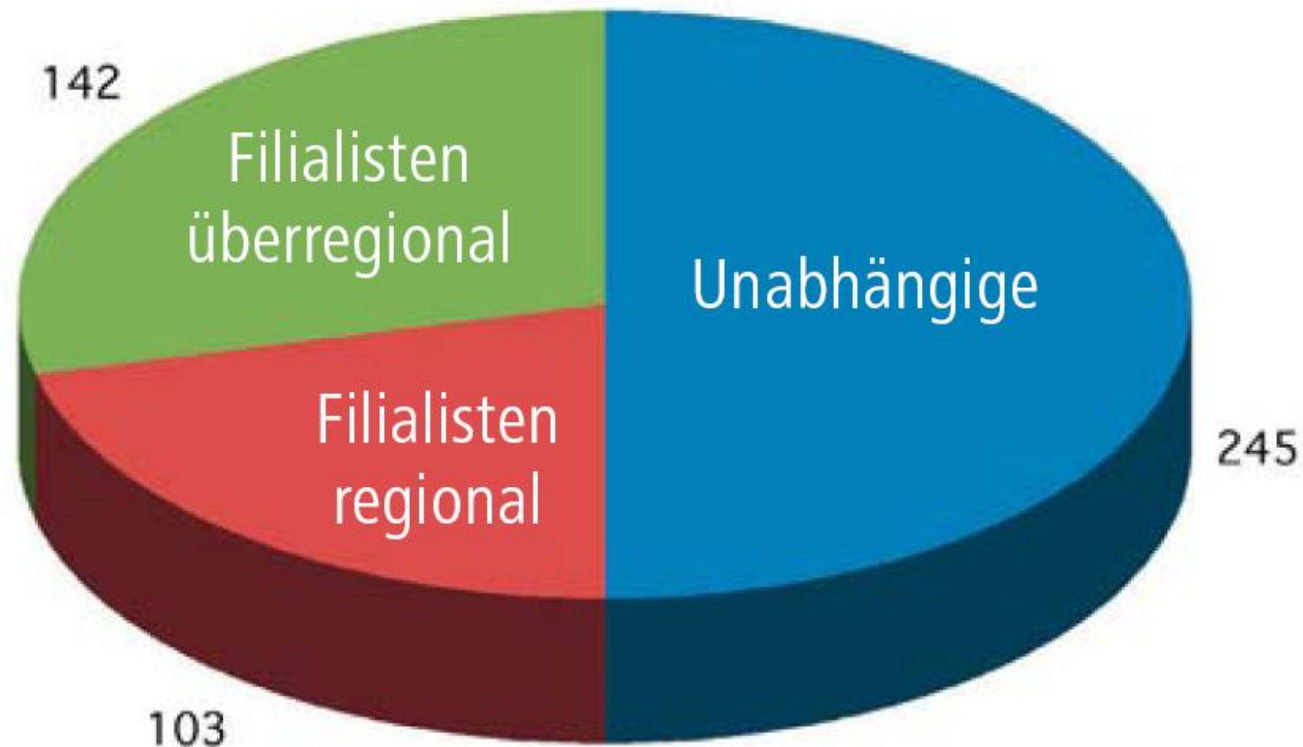 142
Filialisten
überregional
Unabhängige
Filialisten
regional
245
103